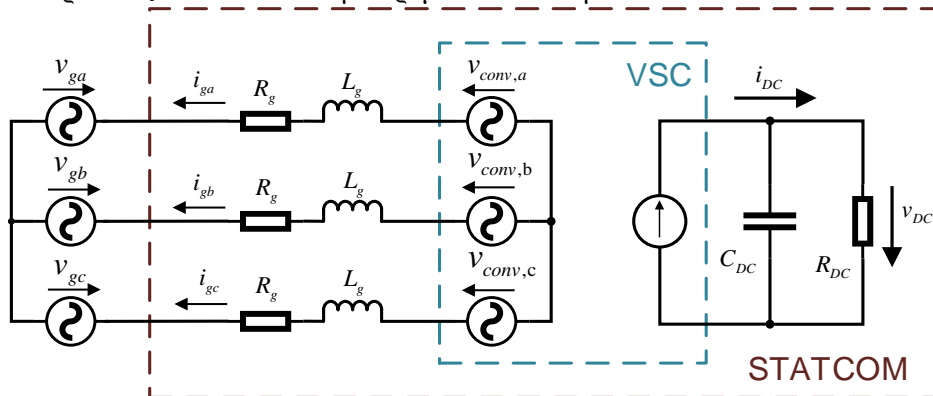 v_ga
i_ga
R_g
L_g
v_conv,a
VSC
i_DC
v_gb
i_gb
R_g
L_g
v_conv,b
v_DC
C_DC
R_DC
v_gc
i_gc
R_g
L_g
v_conv,c
STATCOM